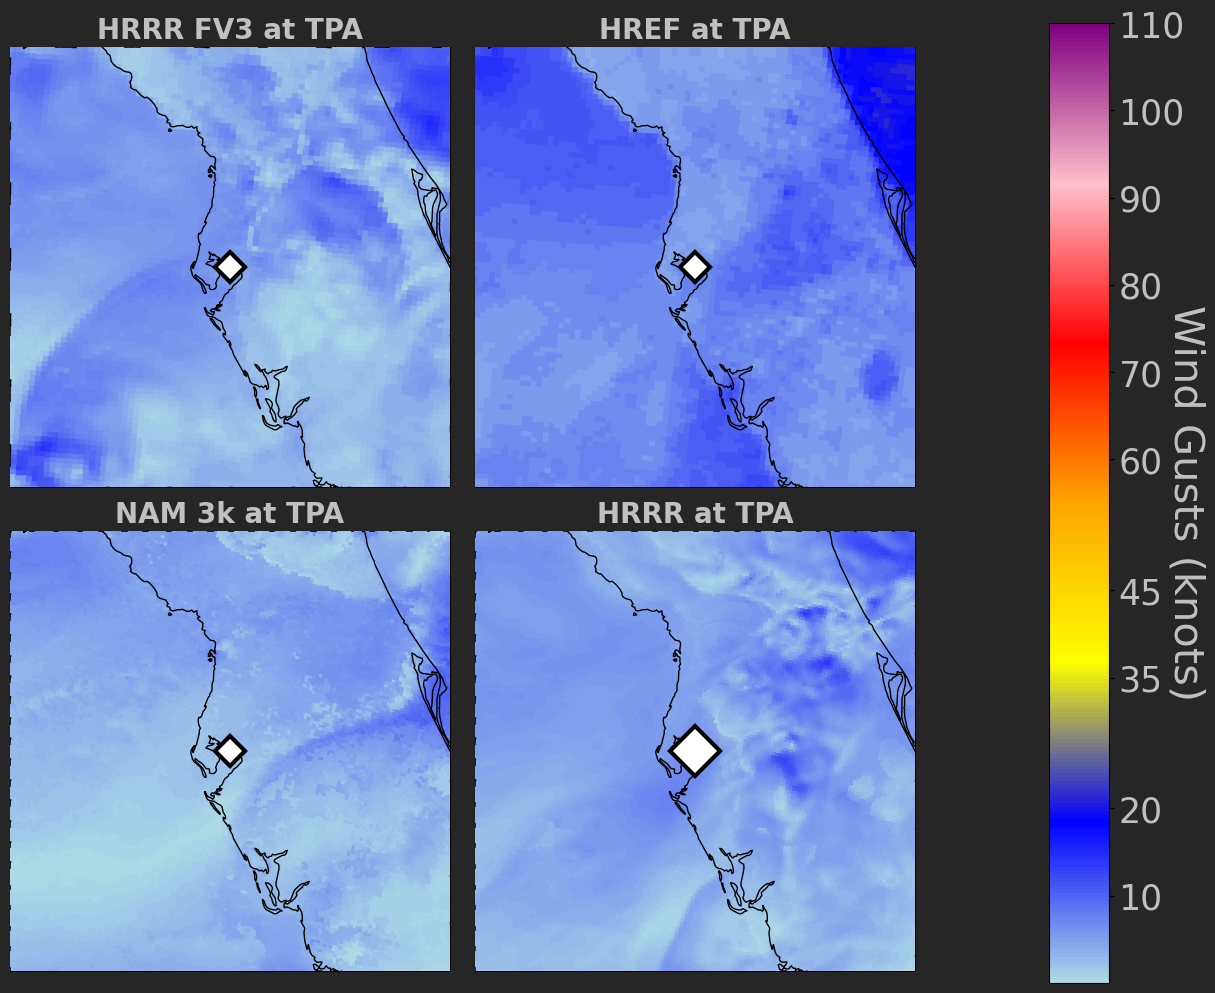 HRRR FV3 at TPA
HREF at TPA
NAM 3k at TPA
HRRR at TPA
110
100
90
80
70
60
45
35
20
10
Wind Gusts (knots)